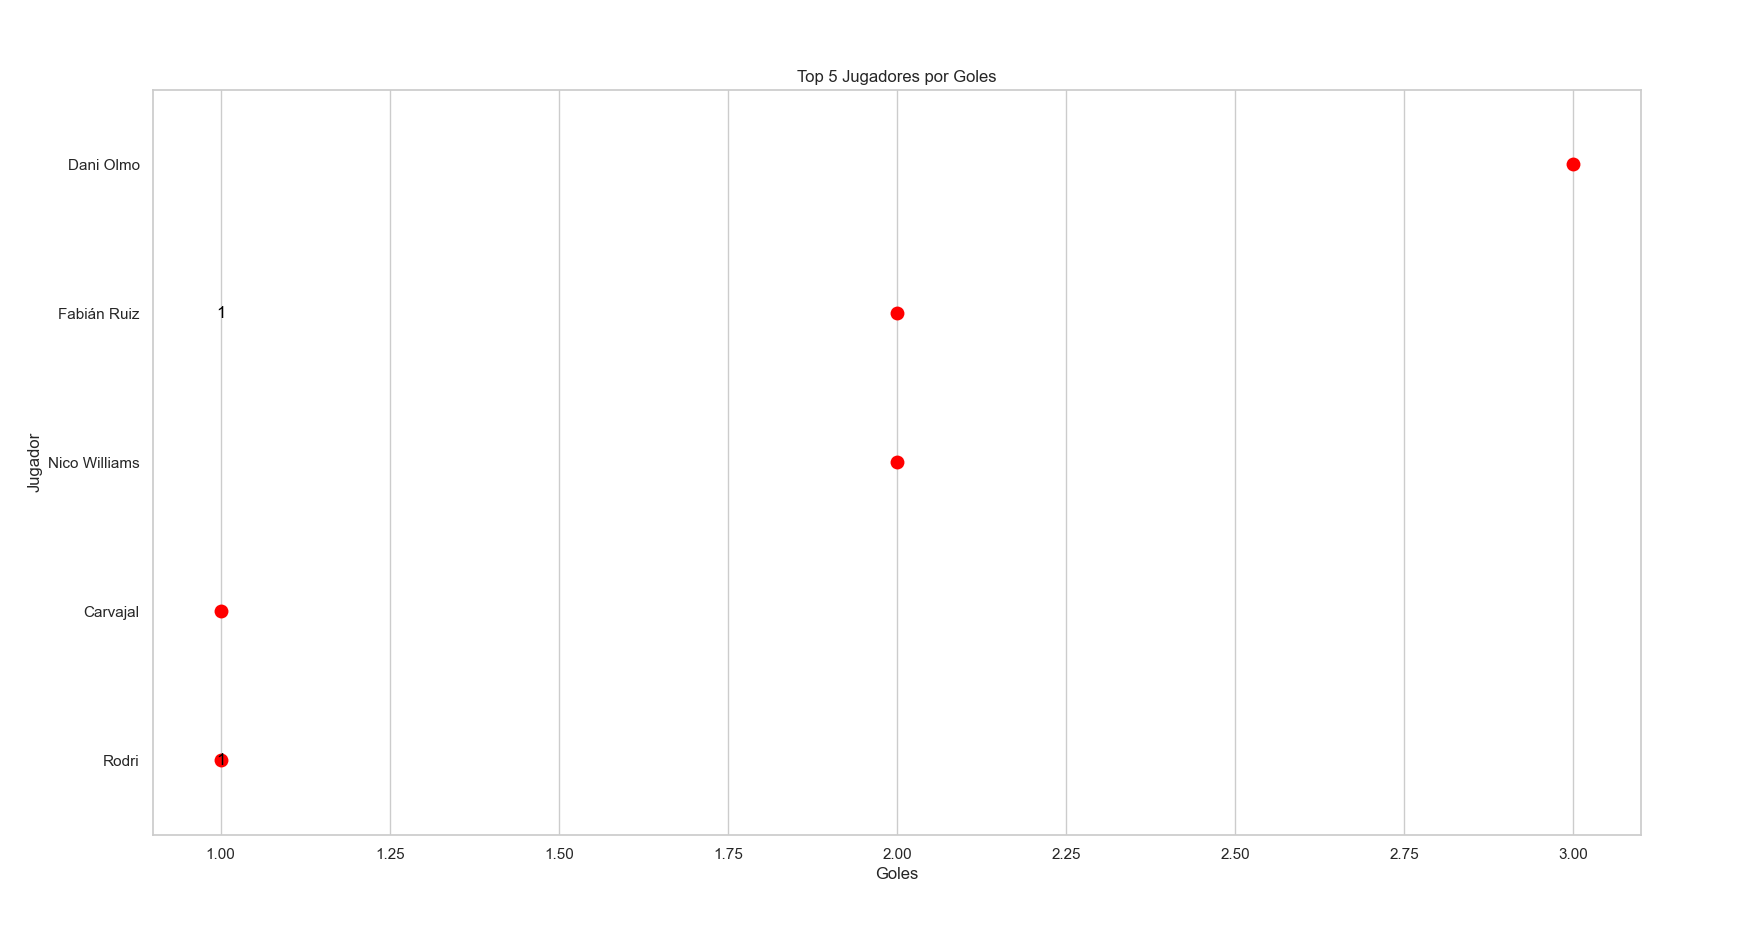 Top 5 Jugadores por Goles
Dani Olmo
Fabián Ruiz
1
Nico Williams
Jugador
Carvajal
Rodri
1
1.00 1.25 1.50 1.75 2.00 2.25 2.50 2.75 3.00
Goles